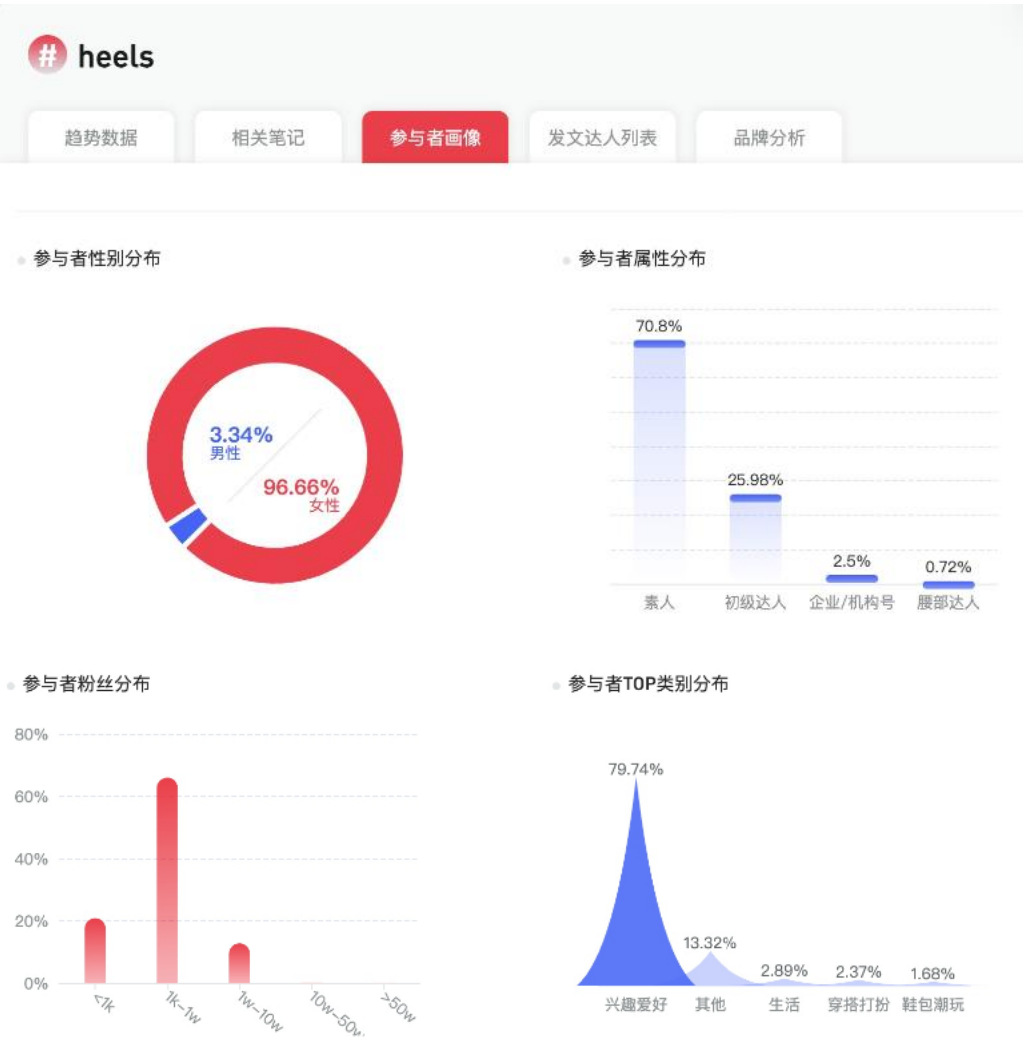 # heels
趋势数据 相关笔记 参与者画像 发文达人列表 品牌分析
参与者性别分布
3.34%
男性
96.66%
女性
参与者属性分布
70.8%
25.98%
2.5%
0.72%
素人 初级达人 企业/机构号 腰部达人
参与者粉丝分布
80%
60%
40%
20%
0%
<1k 1k-1w 1w-10w 10w-50w >50w
参与者TOP类别分布
79.74%
13.32%
2.89%
2.37%
1.68%
兴趣爱好 其他 生活 穿搭打扮 鞋包潮玩